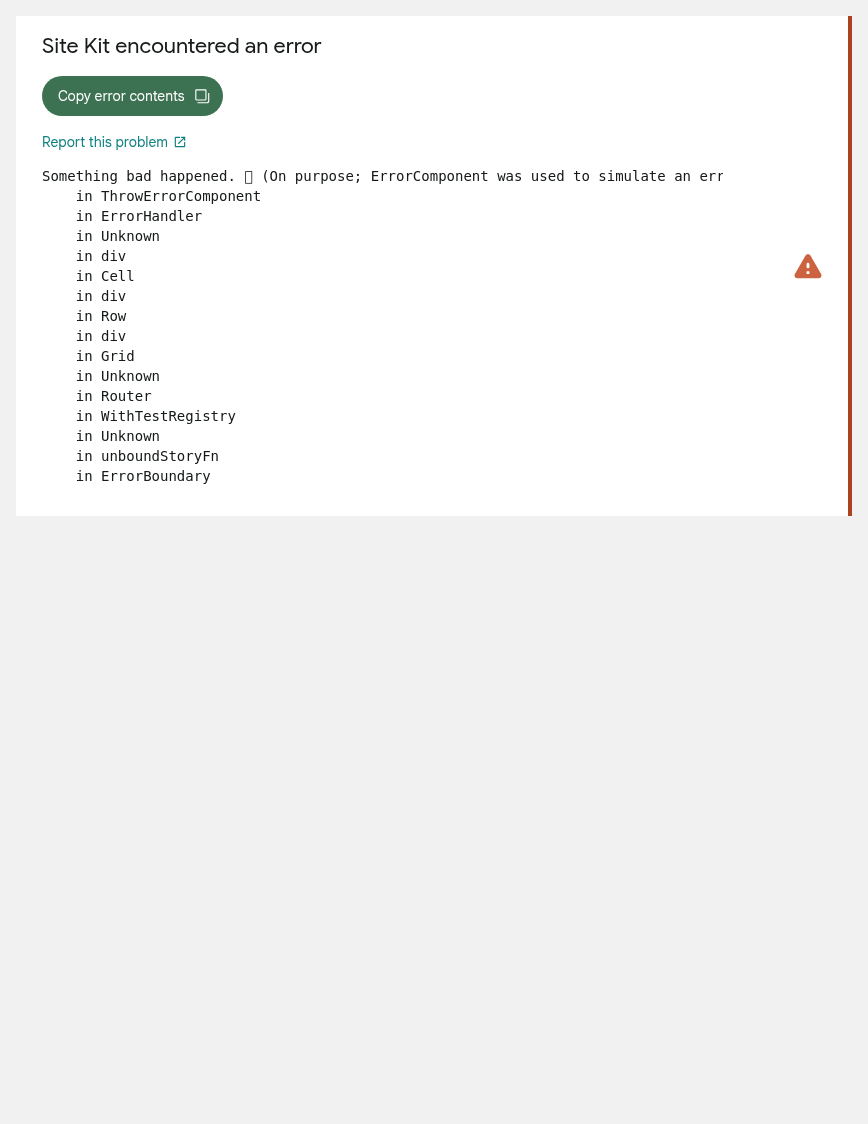 Site Kit encountered an error
Copy error contents
Report this problem
Something bad happened. (On purpose; ErrorComponent was used to simulate an err
in ThrowErrorComponent
in ErrorHandler
in Unknown
in div
in Cell
in div
in Row
in div
in Grid
in Unknown
in Router
in WithTestRegistry
in Unknown
in unboundStoryFn
in ErrorBoundary